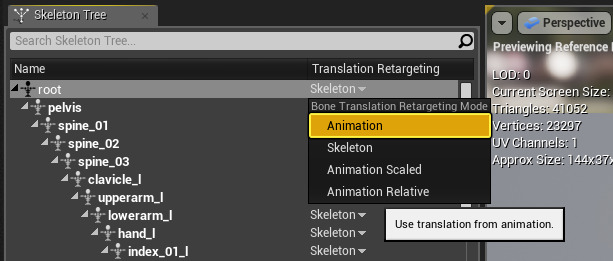 Skeleton Tree
Perspective
Search Skeleton Tree...
Previewing Reference
Name
Translation Retargeting
LOD: 0
root
Skeleton
Current Screen Size:
Bone Translation Retargeting Mode
Triangles: 41052
pelvis
Animation
Vertices: 23297
spine_01
Skeleton
UV Channels: 1
spine_02
Approx Size: 144x37x
spine_03
Animation Scaled
clavicle_l
Animation Relative
upperarm_l
lowerarm_l
Skeleton
hand_l
Skeleton
Use translation from animation.
index_01_l
Skeleton